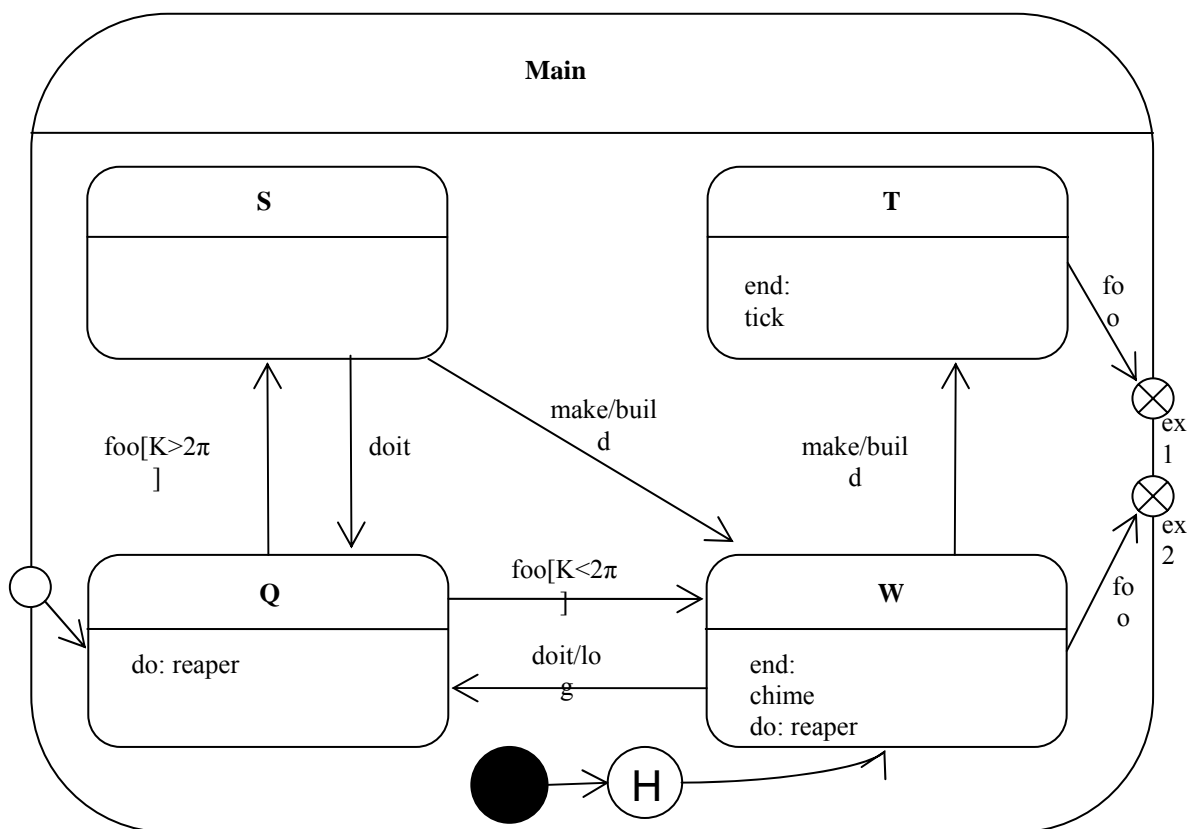 Main
S
T
end:
tick
fo
o
ex
1
make/buil
d
make/buil
d
foo[K>2π
]
doit
ex
2
Q
foo[K<2π
]
W
fo
o
do: reaper
doit/lo
g
end:
chime
do: reaper
H